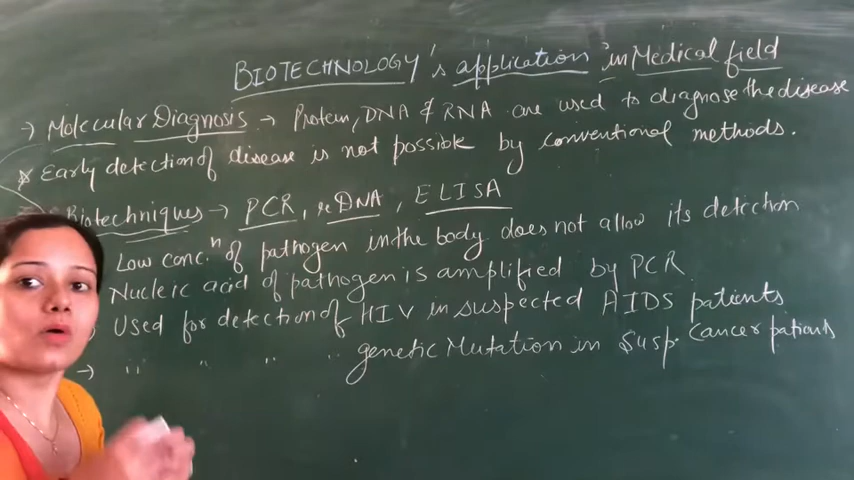 BIOTECHNOLOGY's application in Medical field
→ Molecular Diagnosis → Protein, DNA & RNA are used to diagnose the disease
* Early detection of disease is not possible by conventional methods.
Biotechniques → PCR, rDNA, ELISA
Low concⁿ of pathogen in the body does not allow its detection
Nucleic acid of pathogen is amplified by PCR
Used for detection of HIV in suspected AIDS patients
→ " " " " genetic Mutation in Susp. Cancer patients